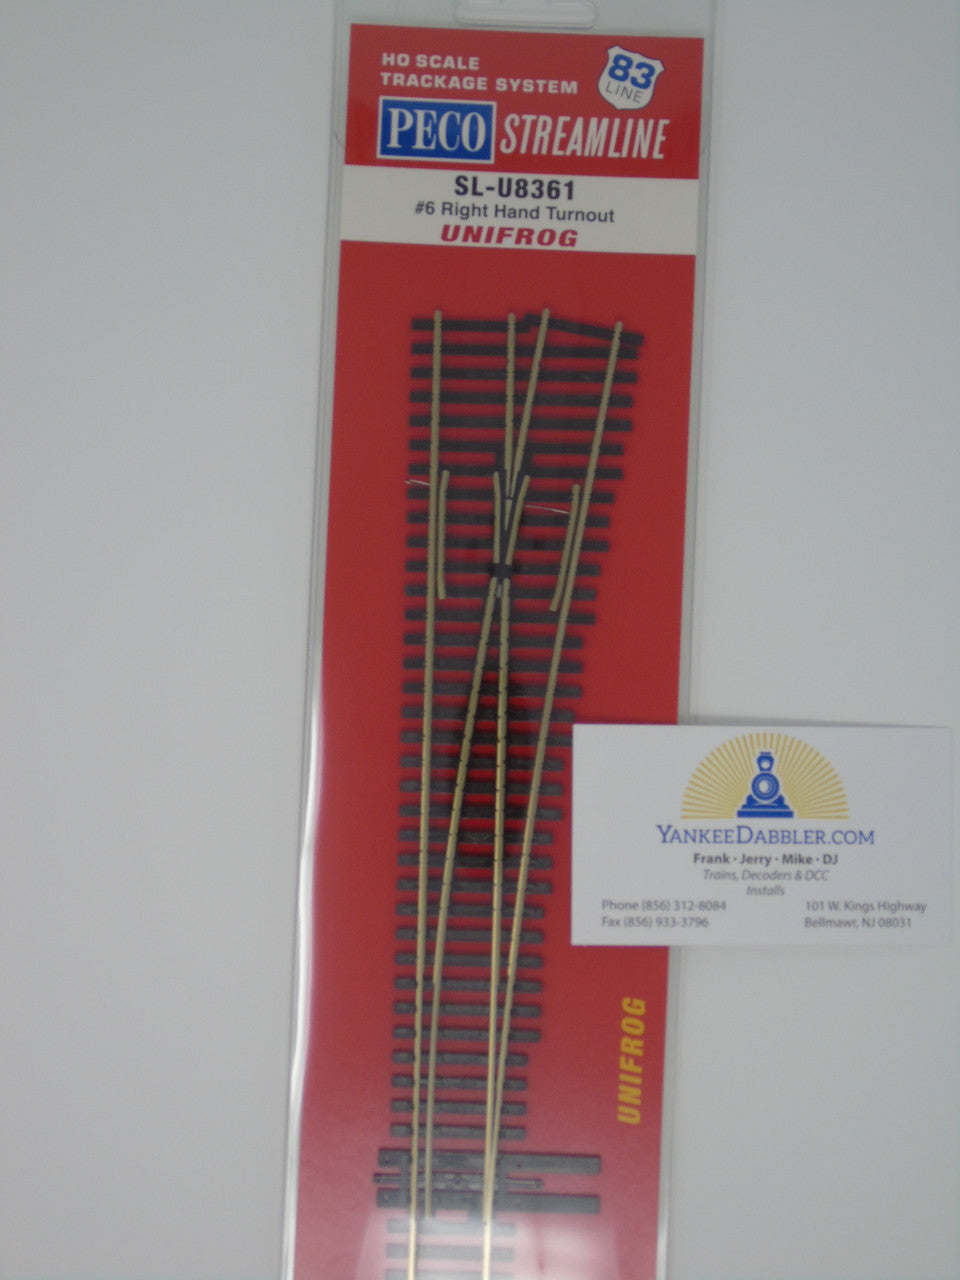 HO SCALE
TRACKAGE SYSTEM
83
LINE
PECO STREAMLINE
SL-U8361
#6 Right Hand Turnout
UNIFROG
YANKEEDABBLER.COM
Frank · Jerry · Mike · DJ
Trains, Decoders & DCC
Installs
Phone (856) 312-8084
Fax (856) 933-3796
101 W. Kings Highway
Bellmawr, NJ 08031
UNIFROG